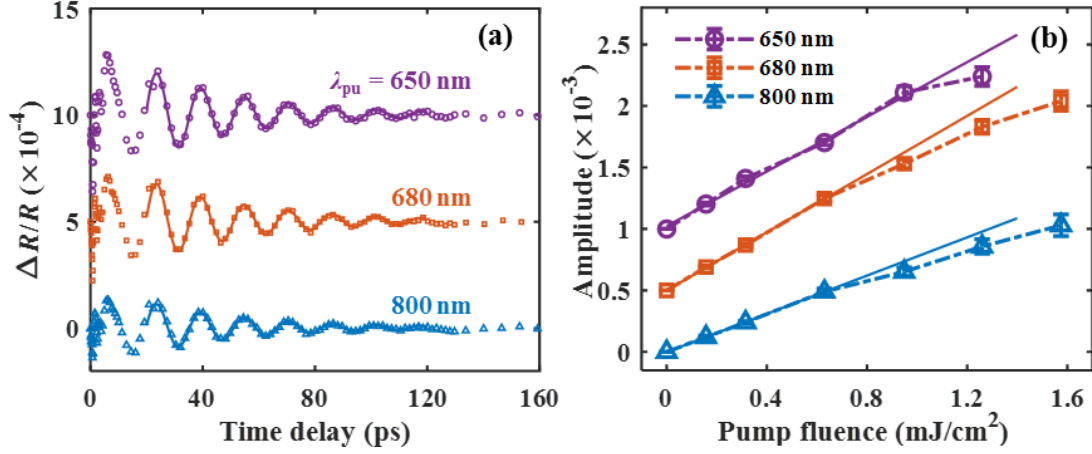 (a)
λpu = 650 nm
680 nm
800 nm
ΔR/R (×10⁻⁴)
15
10
5
0
0 40 80 120 160
Time delay (ps)
(b)
650 nm
680 nm
800 nm
Amplitude (×10⁻³)
2.5
2
1.5
1
0.5
0
0 0.4 0.8 1.2 1.6
Pump fluence (mJ/cm²)